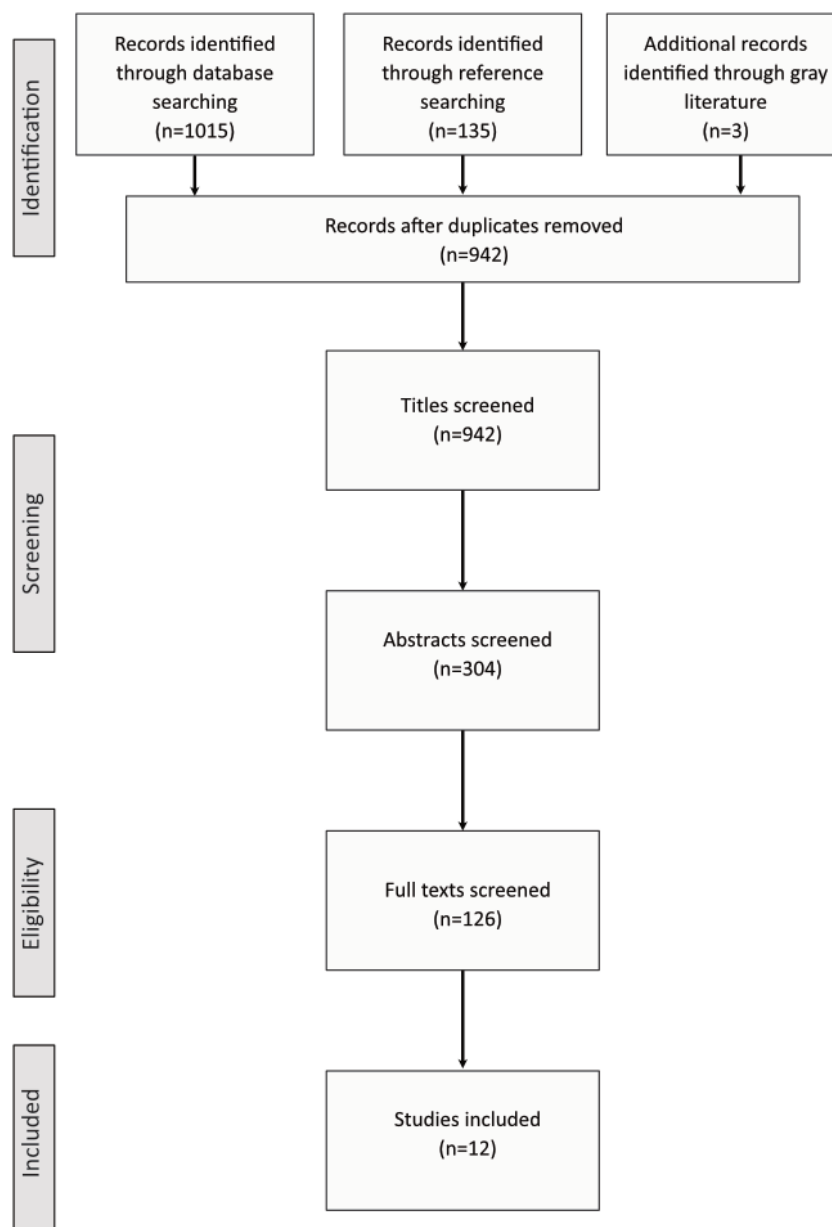 Identification
Records identified
through database
searching
(n=1015)
Records identified
through reference
searching
(n=135)
Additional records
identified through gray
literature
(n=3)
Records after duplicates removed
(n=942)
Screening
Titles screened
(n=942)
Abstracts screened
(n=304)
Eligibility
Full texts screened
(n=126)
Included
Studies included
(n=12)